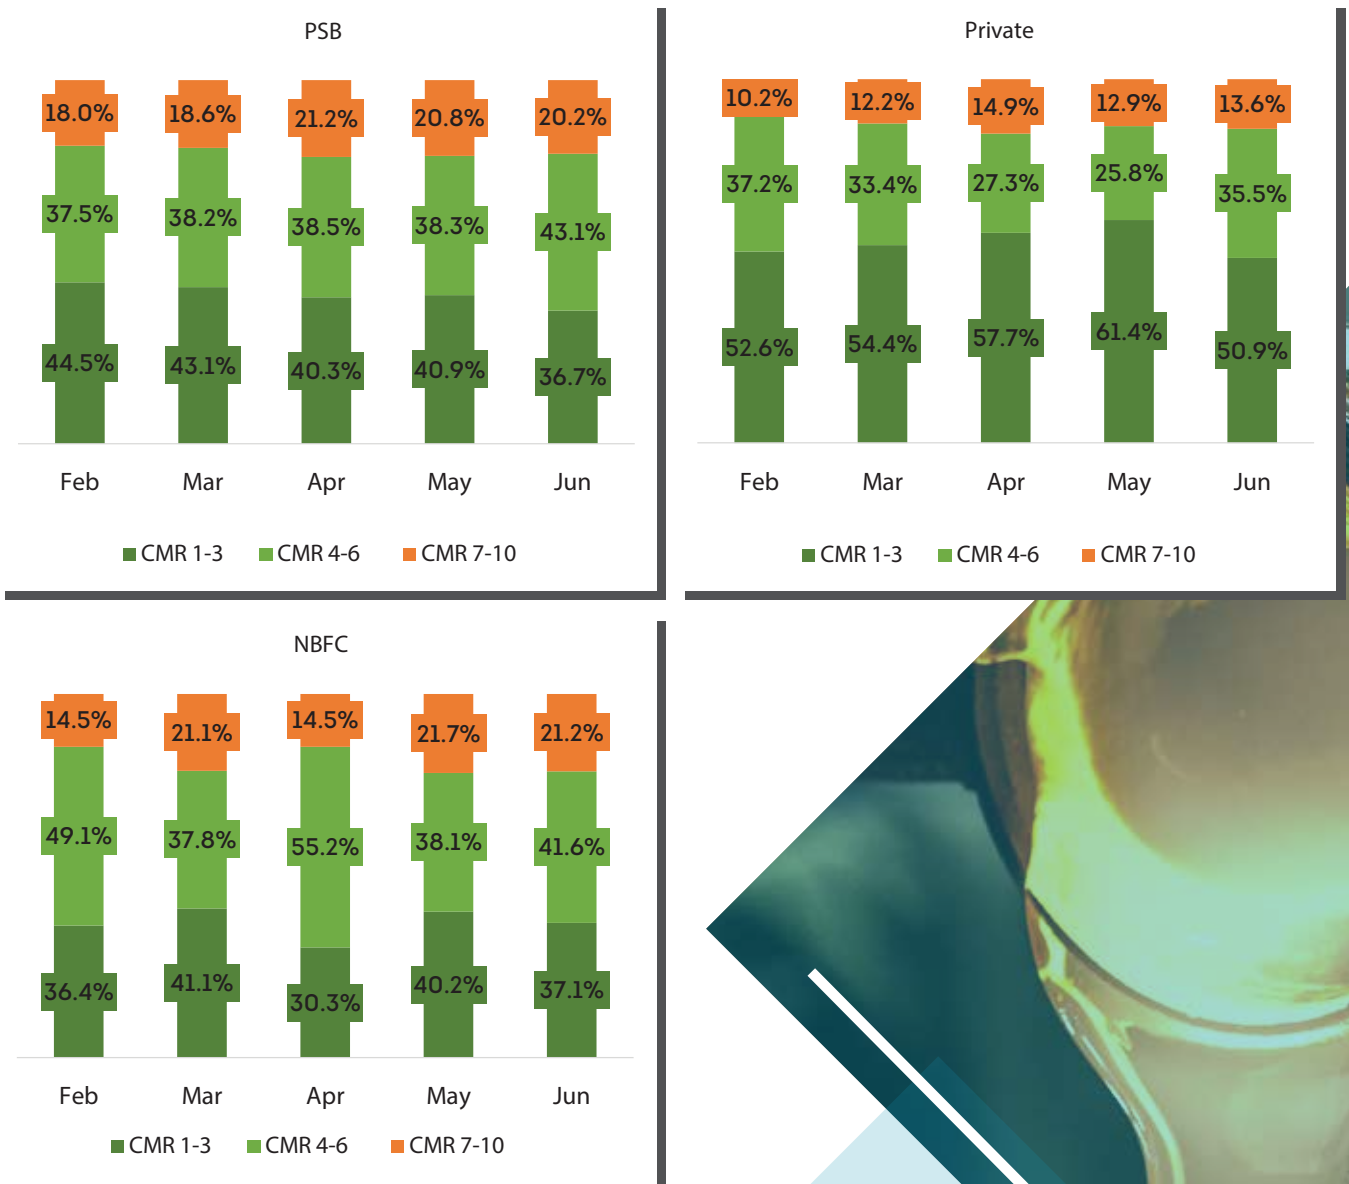 PSB
18.0% 18.6% 21.2% 20.8% 20.2%
37.5% 38.2% 38.5% 38.3% 43.1%
44.5% 43.1% 40.3% 40.9% 36.7%
Feb Mar Apr May Jun
CMR 1-3 CMR 4-6 CMR 7-10
Private
10.2% 12.2% 14.9% 12.9% 13.6%
37.2% 33.4% 27.3% 25.8% 35.5%
52.6% 54.4% 57.7% 61.4% 50.9%
Feb Mar Apr May Jun
CMR 1-3 CMR 4-6 CMR 7-10
NBFC
14.5% 21.1% 14.5% 21.7% 21.2%
49.1% 37.8% 55.2% 38.1% 41.6%
36.4% 41.1% 30.3% 40.2% 37.1%
Feb Mar Apr May Jun
CMR 1-3 CMR 4-6 CMR 7-10